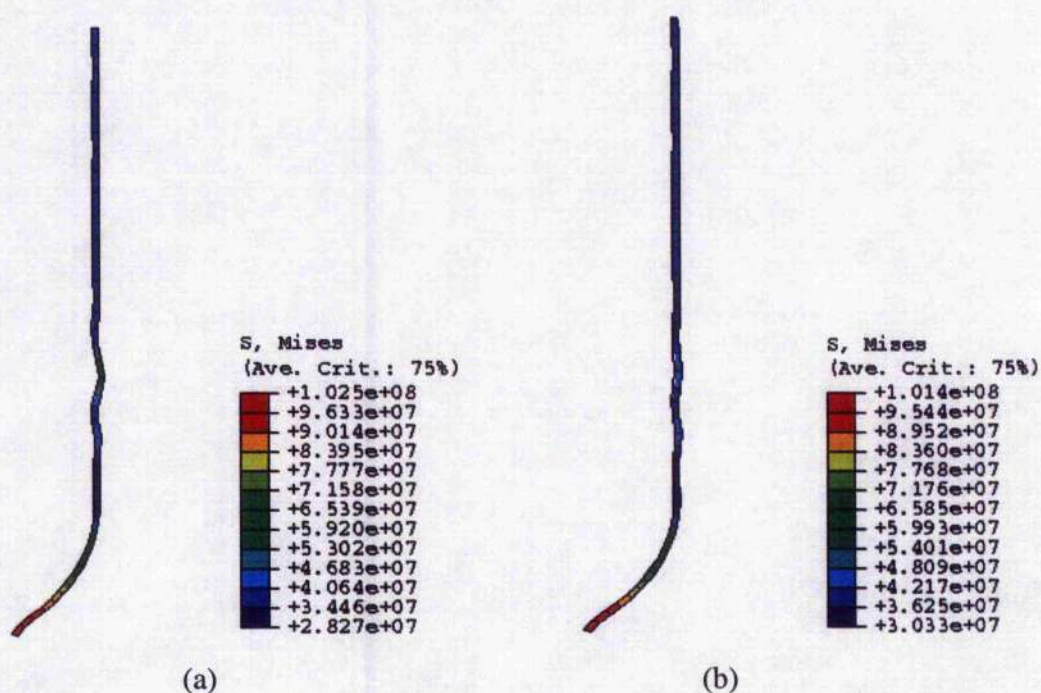 S, Mises
(Ave. Crit.: 75%)
+1.025e+08
+9.633e+07
+9.014e+07
+8.395e+07
+7.777e+07
+7.158e+07
+6.539e+07
+5.920e+07
+5.302e+07
+4.683e+07
+4.064e+07
+3.446e+07
+2.827e+07
(a)
S, Mises
(Ave. Crit.: 75%)
+1.014e+08
+9.544e+07
+8.952e+07
+8.360e+07
+7.768e+07
+7.176e+07
+6.585e+07
+5.993e+07
+5.401e+07
+4.809e+07
+4.217e+07
+3.625e+07
+3.033e+07
(b)